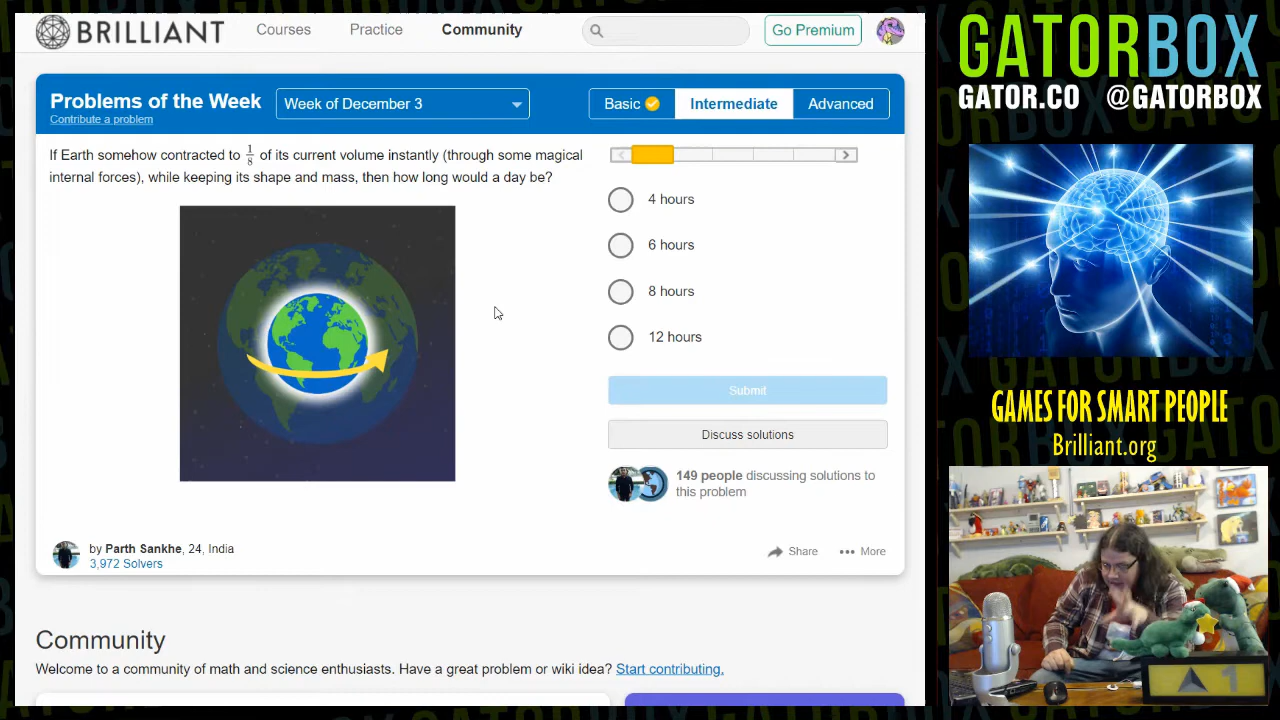 BRILLIANT
Courses
Practice
Community
Go Premium
Problems of the Week
Contribute a problem
Week of December 3
Basic
Intermediate
Advanced
If Earth somehow contracted to 1/8 of its current volume instantly (through some magical
internal forces), while keeping its shape and mass, then how long would a day be?
4 hours
6 hours
8 hours
12 hours
Submit
Discuss solutions
149 people discussing solutions to
this problem
by Parth Sankhe, 24, India
3,972 Solvers
Share
More
Community
Welcome to a community of math and science enthusiasts. Have a great problem or wiki idea? Start contributing.
GATORBOX
GATOR.CO @GATORBOX
GAMES FOR SMART PEOPLE
Brilliant.org
1